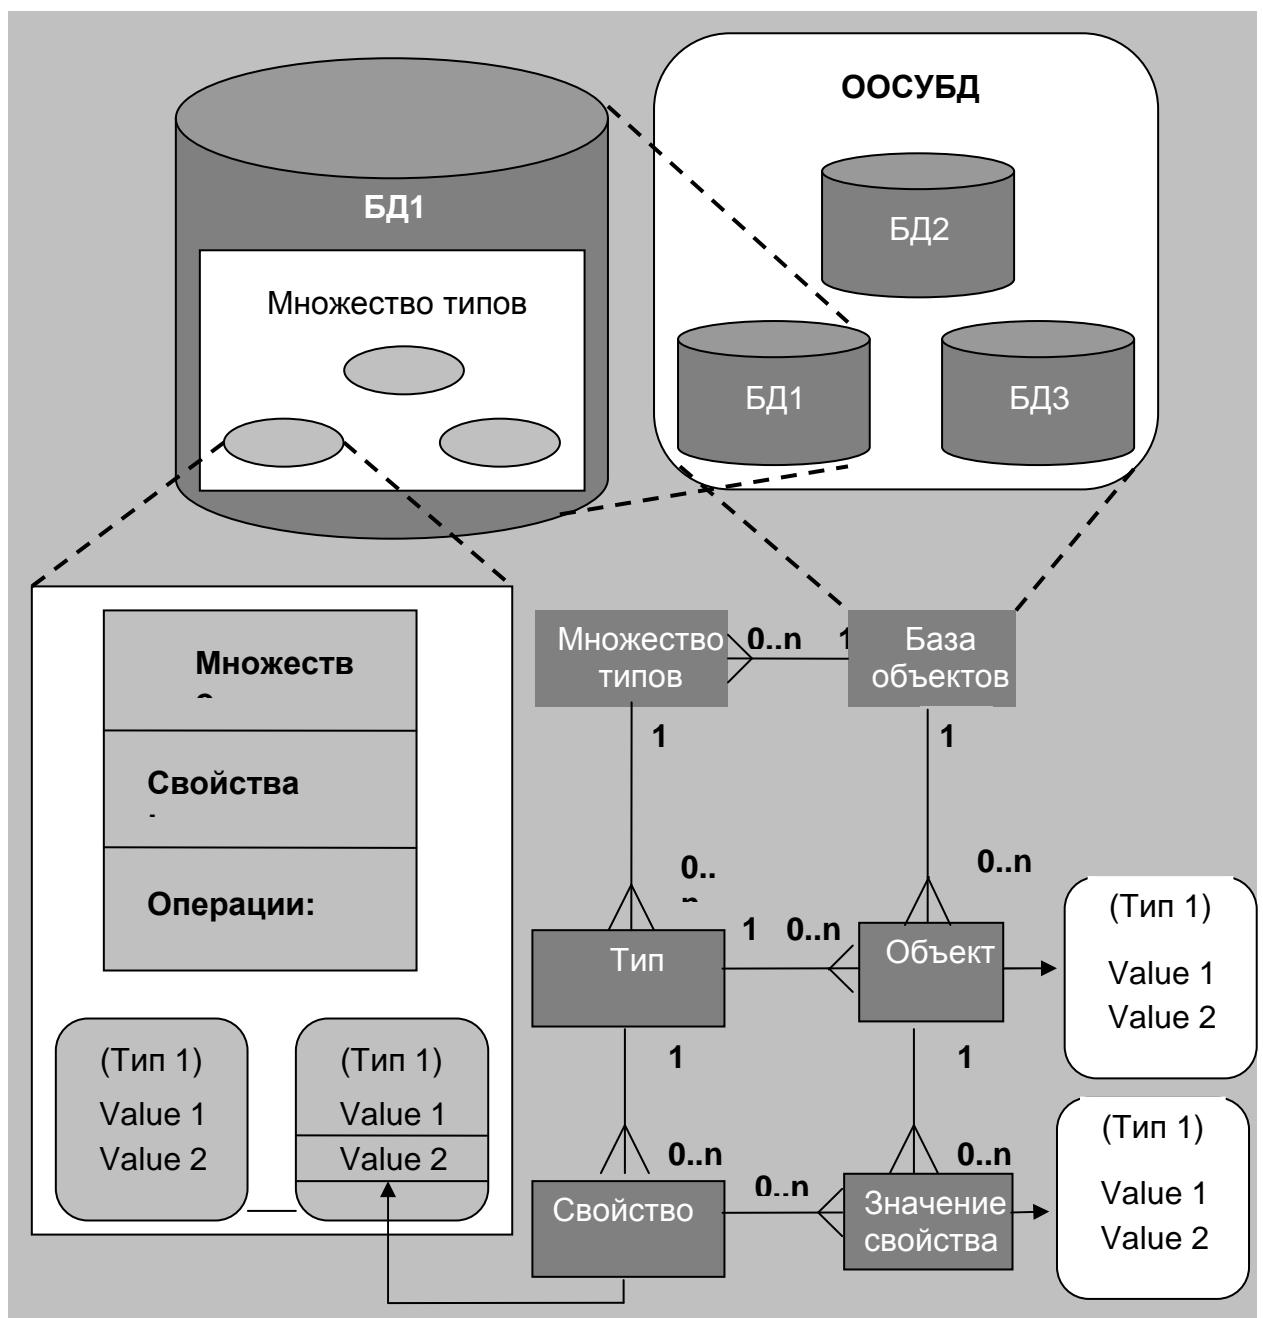 ООСУБД
БД1
БД2
Множество типов
БД1
БД3
Множество
типов
0..n
1
База
объектов
Множеств
1
1
Свойства
0..
0..n
Операции:
1
0..n
Тип
Объект
(Тип 1)
Value 1
Value 2
(Тип 1)
Value 1
Value 2
(Тип 1)
Value 1
Value 2
1
1
0..n
0..n
0..n
Свойство
Значение
свойства
(Тип 1)
Value 1
Value 2